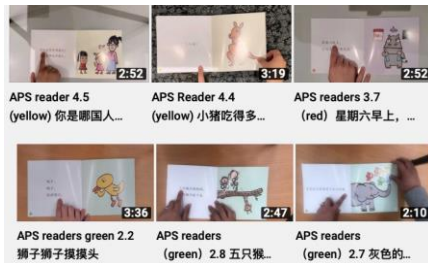 2:52
3:19
2:52
APS reader 4.5
(yellow) 你是哪国人...
APS Reader 4.4
(yellow) 小猪吃得多...
APS readers 3.7
（red）星期六早上，...
3:36
2:47
2:10
APS readers green 2.2
狮子狮子摸摸头
APS readers
（green）2.8 五只猴...
APS readers
（green）2.7 灰色的...